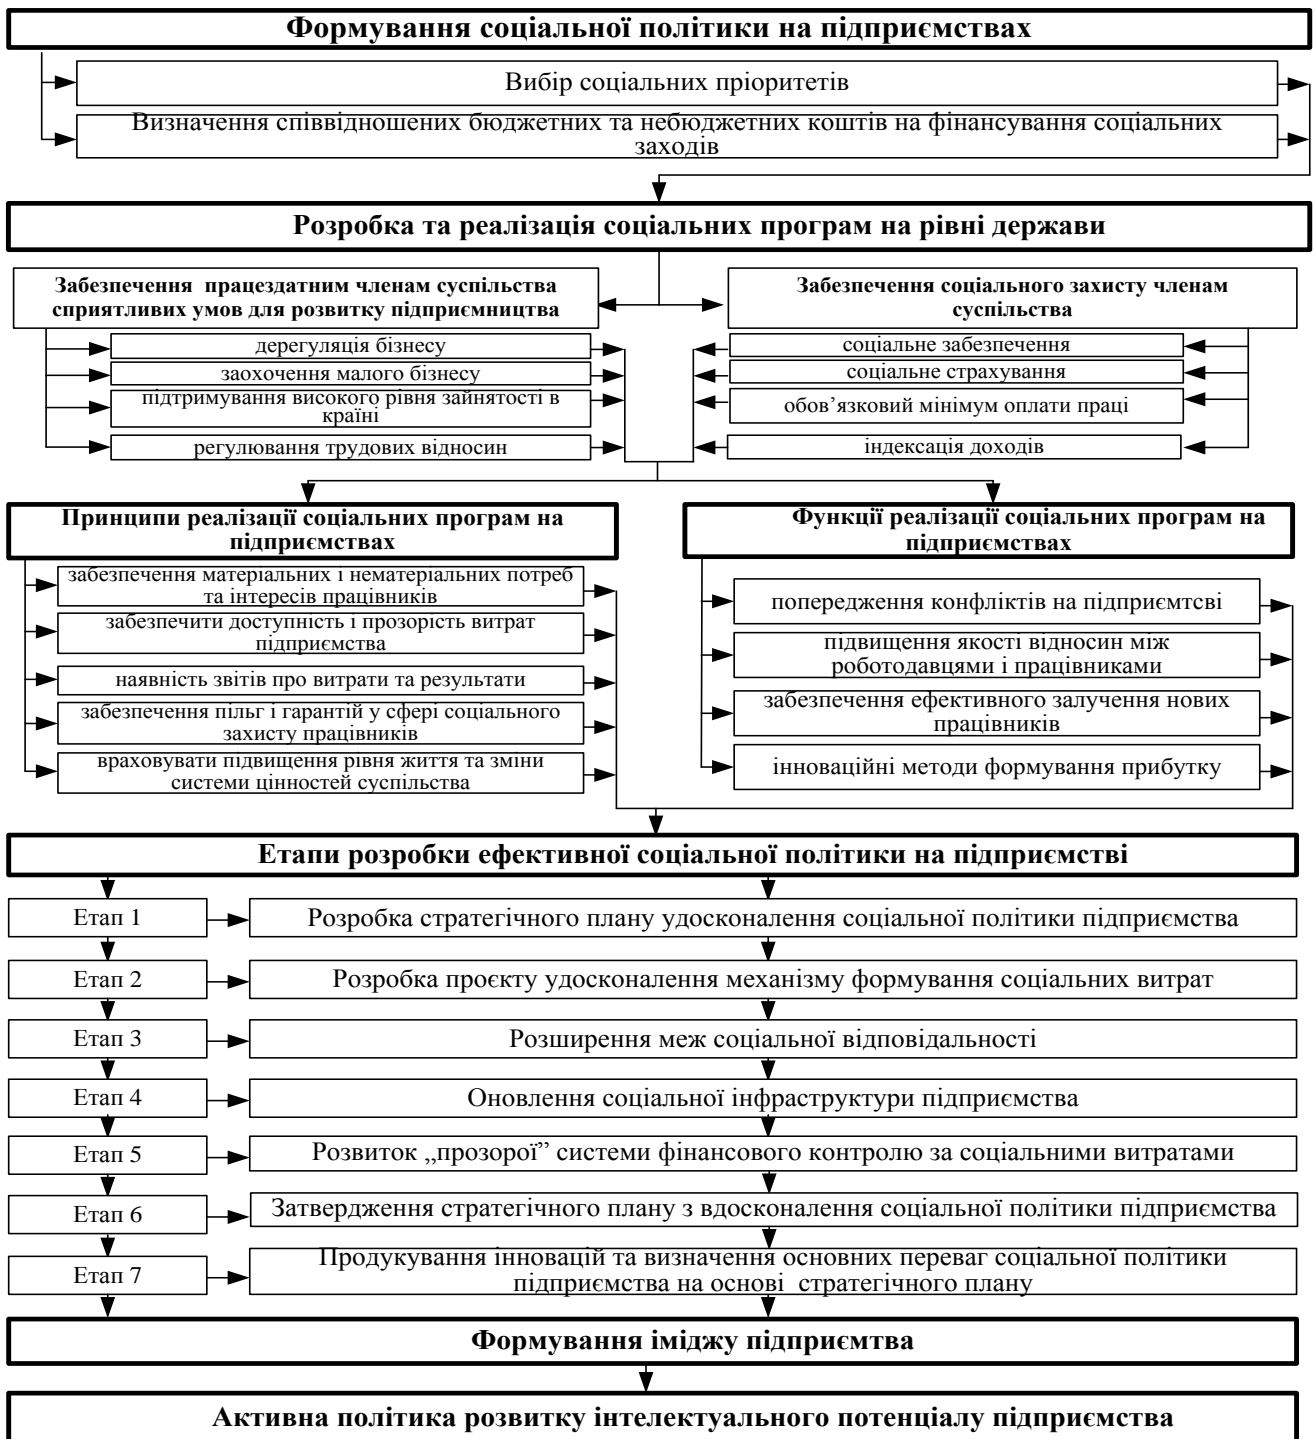 Формування соціальної політики на підприємствах
Вибір соціальних пріоритетів
Визначення співвідношених бюджетних та небюджетних коштів на фінансування соціальних
заходів
Розробка та реалізація соціальних програм на рівні держави
Забезпечення працездатним членам суспільства
сприятливих умов для розвитку підприємництва
дерегуляція бізнесу
заохочення малого бізнесу
підтримування високого рівня зайнятості в
країні
регулювання трудових відносин
Забезпечення соціального захисту членам
суспільства
соціальне забезпечення
соціальне страхування
обов’язковий мінімум оплати праці
індексація доходів
Принципи реалізації соціальних програм на
підприємствах
забезпечення матеріальних і нематеріальних потреб
та інтересів працівників
забезпечити доступність і прозорість витрат
підприємства
наявність звітів про витрати та результати
забезпечення пільг і гарантій у сфері соціального
захисту працівників
враховувати підвищення рівня життя та зміни
системи цінностей суспільства
Функції реалізації соціальних програм на
підприємствах
попередження конфліктів на підприємтсві
підвищення якості відносин між
роботодавцями і працівниками
забезпечення ефективного залучення нових
працівників
інноваційні методи формування прибутку
Етапи розробки ефективної соціальної політики на підприємстві
Етап 1
Розробка стратегічного плану удосконалення соціальної політики підприємства
Етап 2
Розробка проєкту удосконалення механізму формування соціальних витрат
Етап 3
Розширення меж соціальної відповідальності
Етап 4
Оновлення соціальної інфраструктури підприємства
Етап 5
Розвиток „прозорої” системи фінансового контролю за соціальними витратами
Етап 6
Затвердження стратегічного плану з вдосконалення соціальної політики підприємства
Етап 7
Продукування інновацій та визначення основних переваг соціальної політики
підприємства на основі стратегічного плану
Формування іміджу підприємтва
Активна політика розвитку інтелектуального потенціалу підприємства